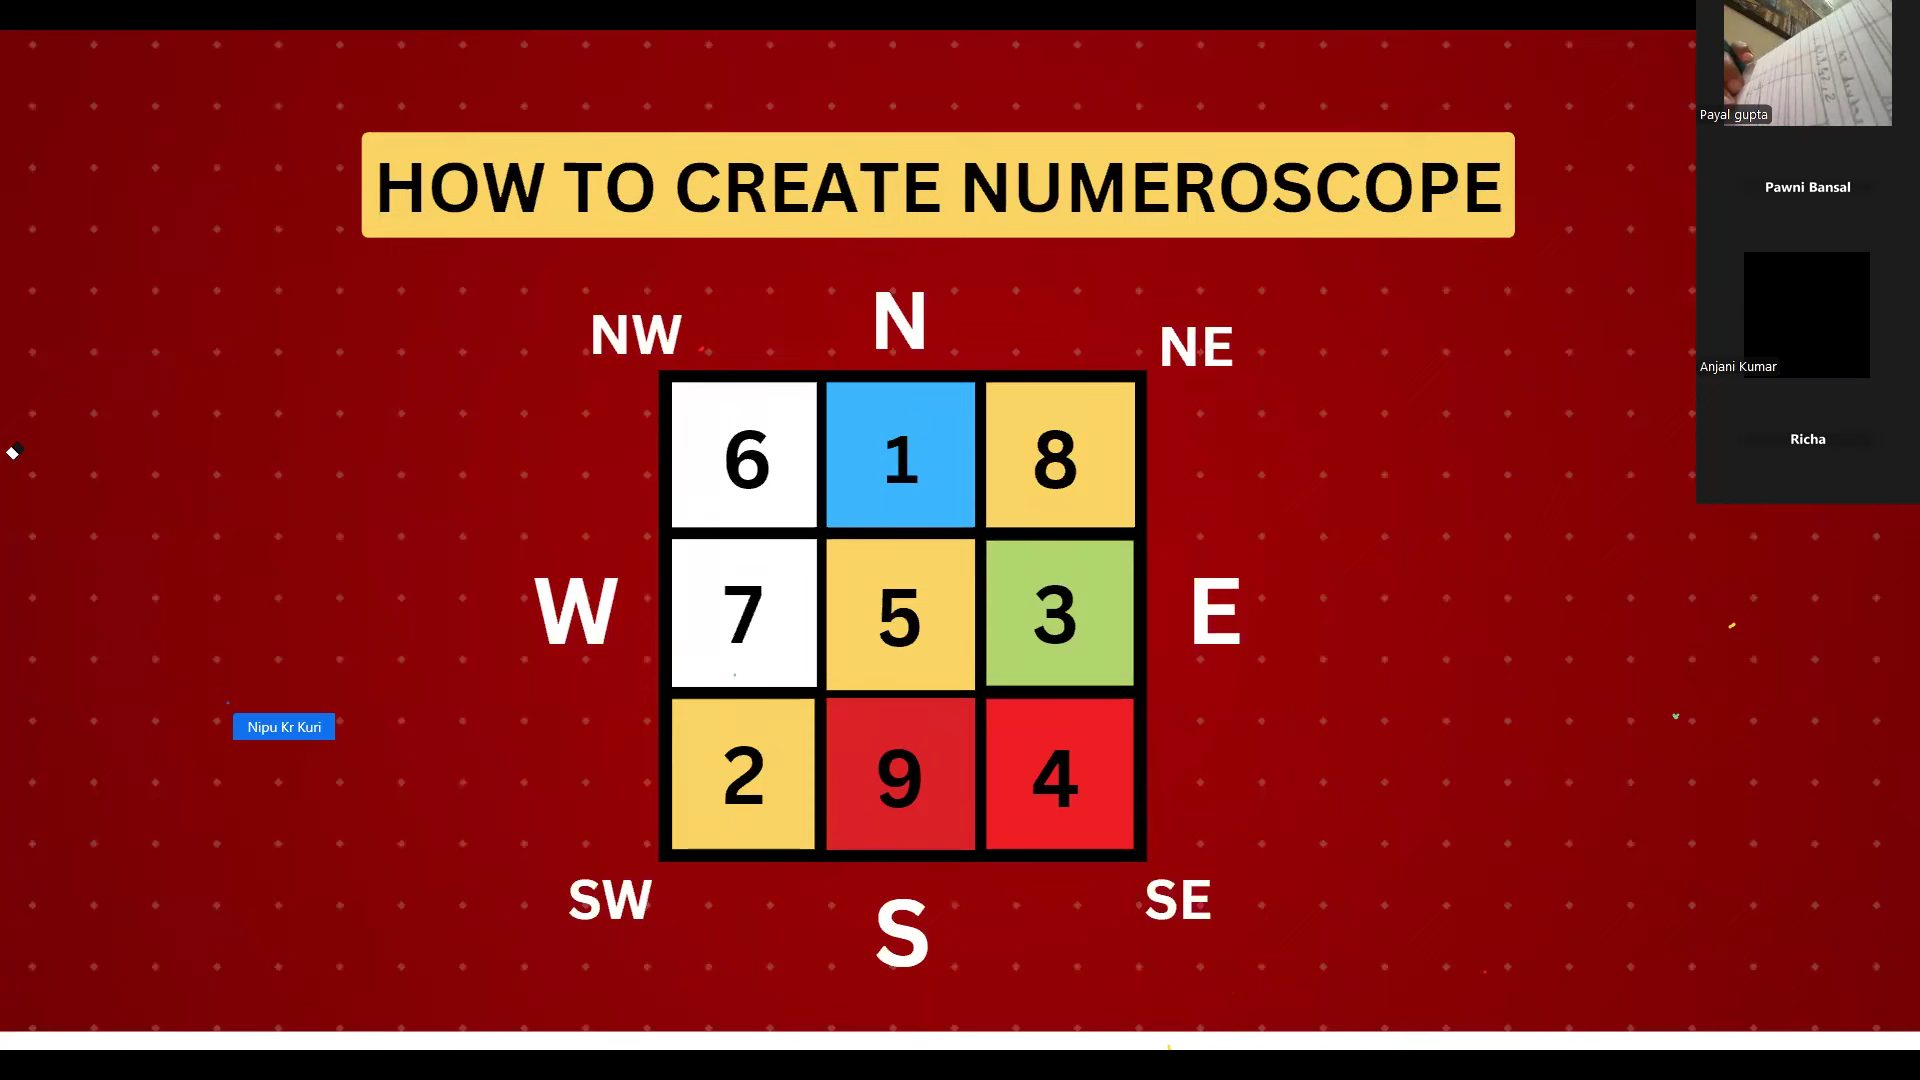 HOW TO CREATE NUMEROSCOPE
NW N NE
6 1 8
W 7 5 3 E
2 9 4
SW S SE
Nipu Kr Kuri
Payal gupta
Pawni Bansal
Anjani Kumar
Richa